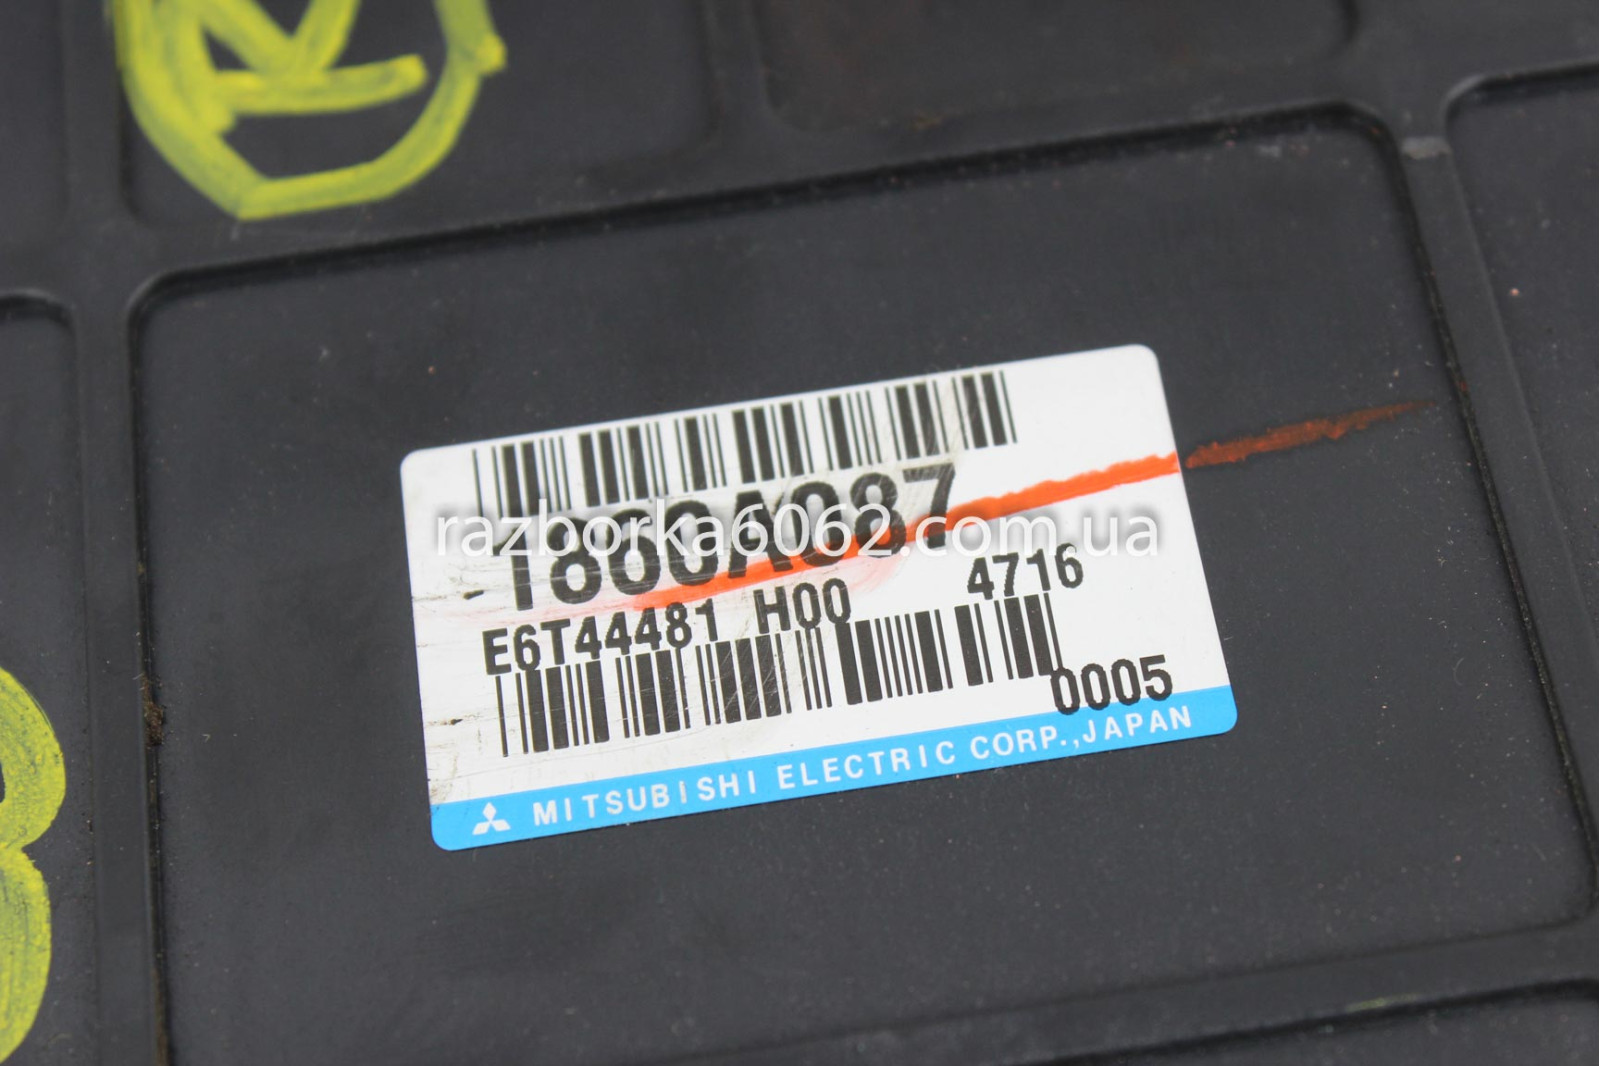 1860A087
razborka6062.com.ua
E6T44481 H00 4716
0005
MITSUBISHI ELECTRIC CORP.,JAPAN